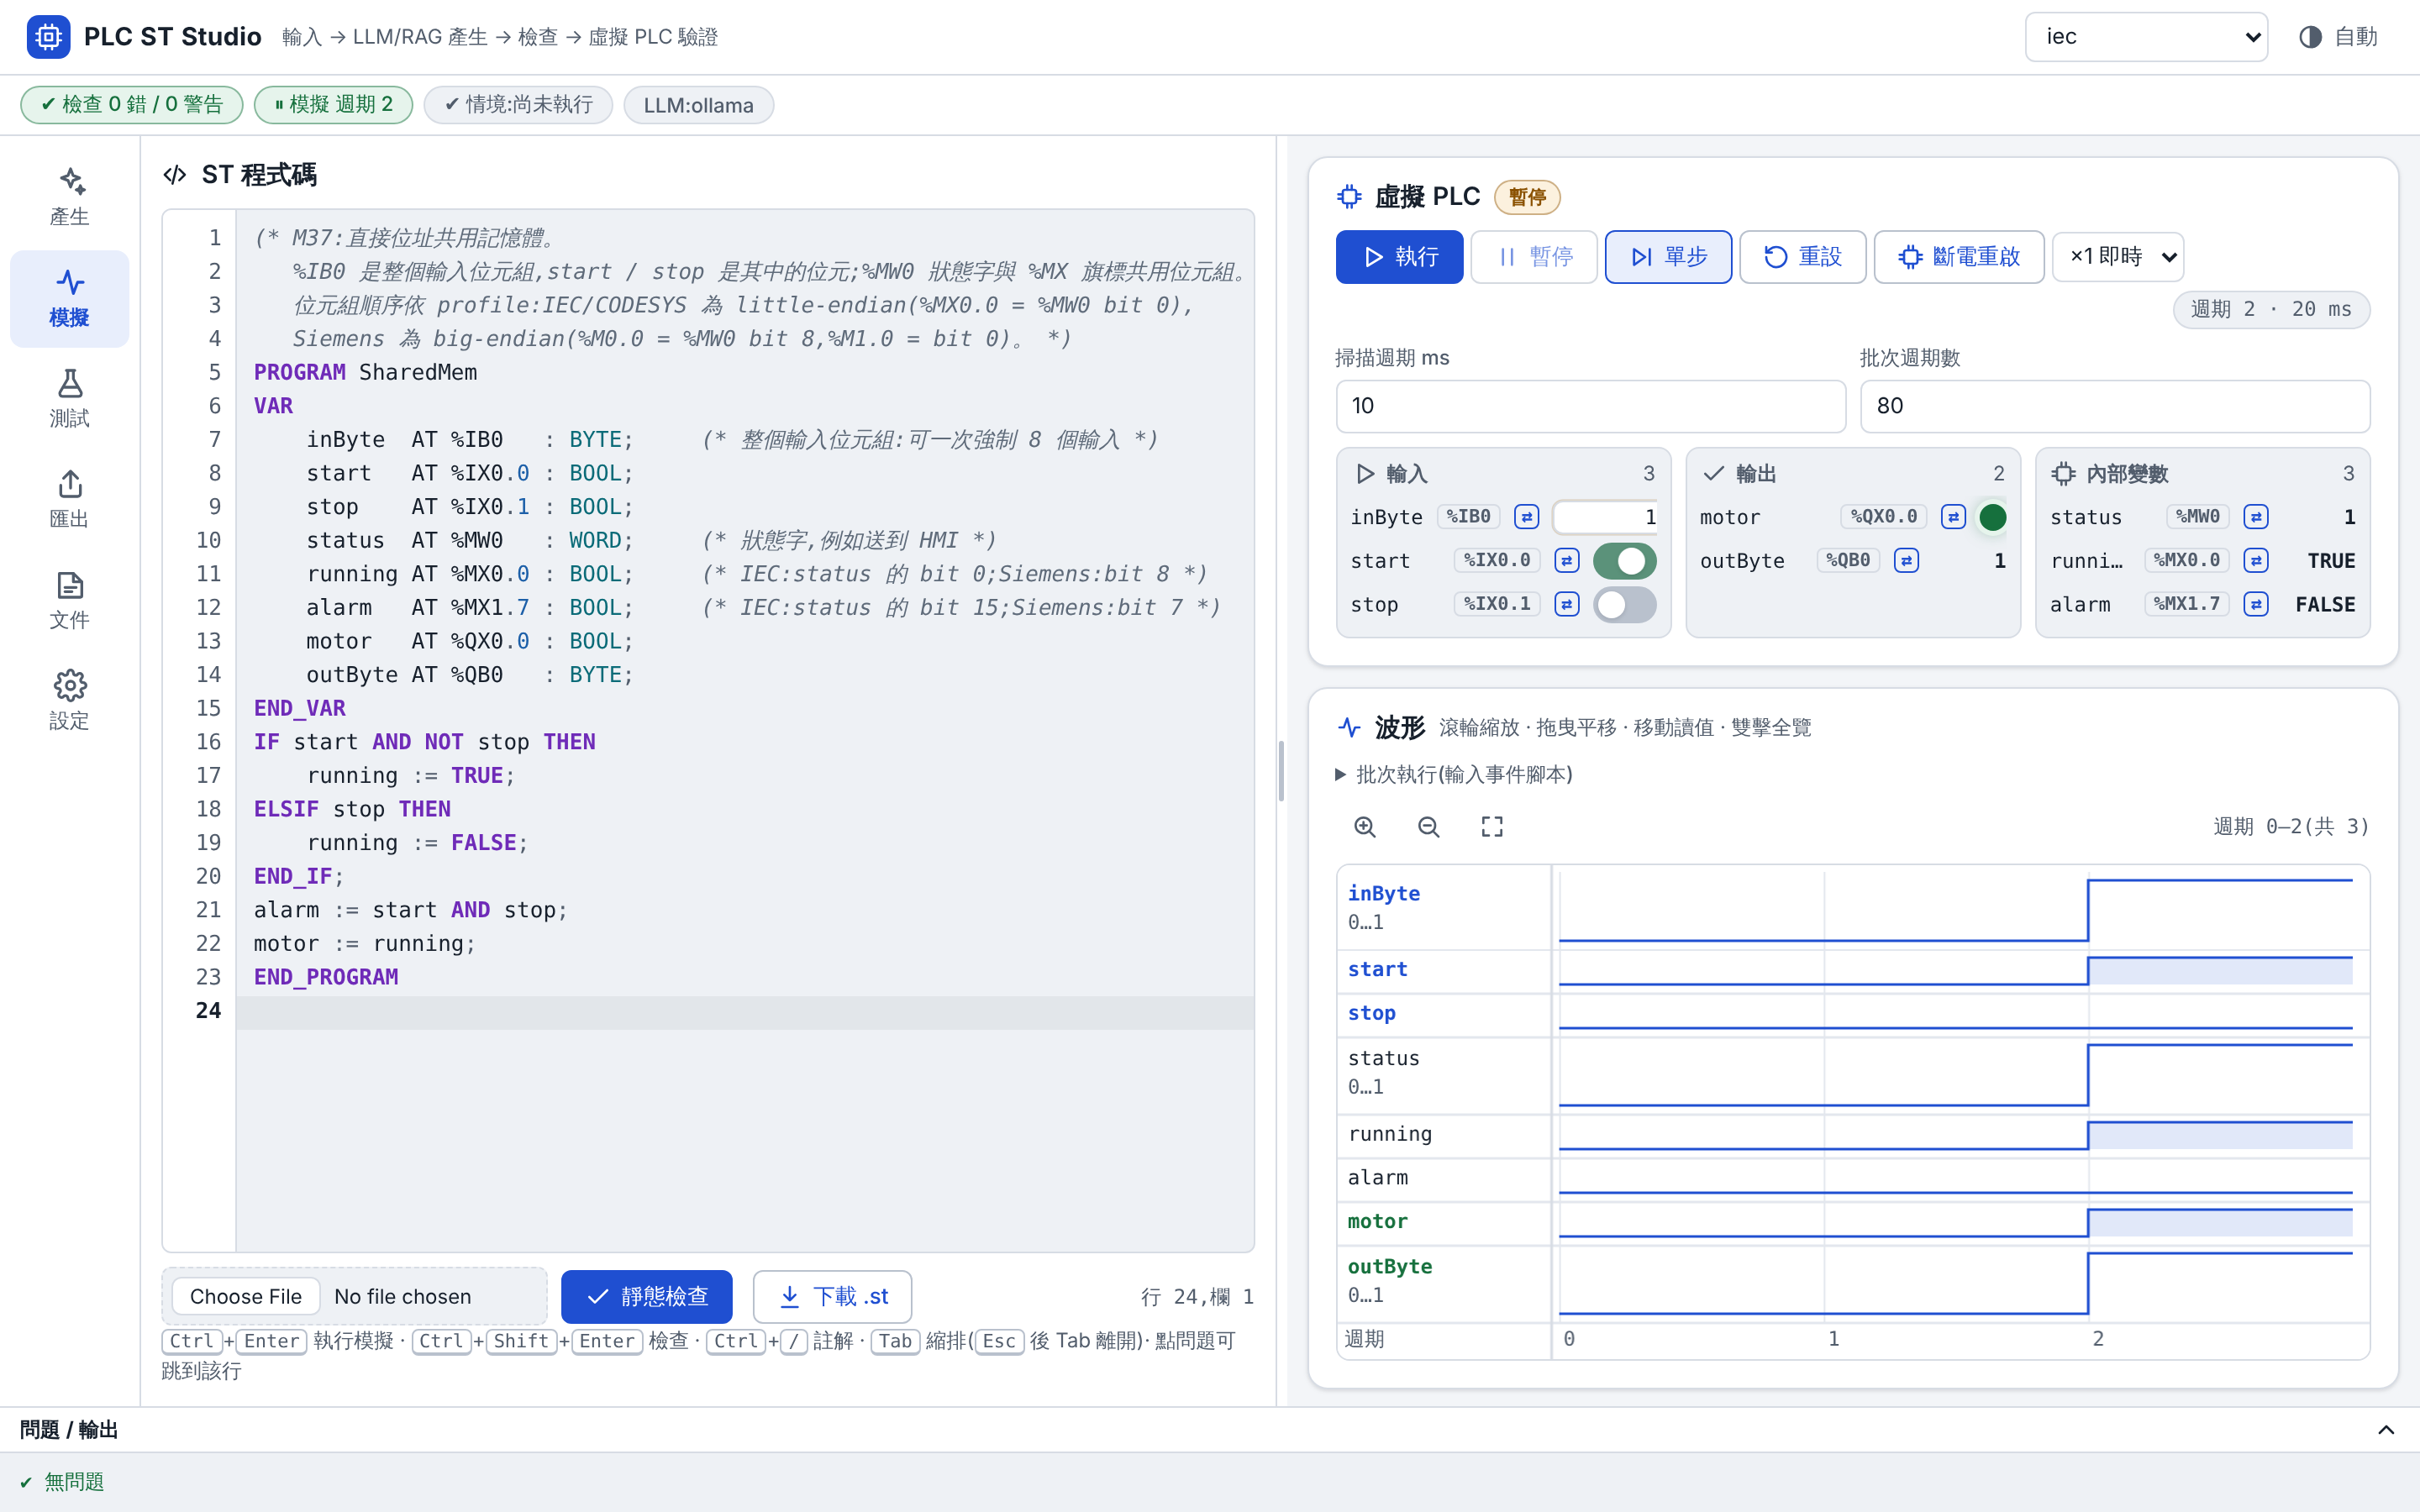 PLC ST Studio 輸入 → LLM/RAG 產生 → 檢查 → 虛擬 PLC 驗證
iec
自動
✔ 檢查 0 錯 / 0 警告
⏸ 模擬 週期 2
✔ 情境:尚未執行
LLM:ollama
產生
模擬
測試
匯出
文件
設定
ST 程式碼
1 (* M37:直接位址共用記憶體。
2 %IB0 是整個輸入位元組,start / stop 是其中的位元;%MW0 狀態字與 %MX 旗標共用位元組。
3 位元組順序依 profile:IEC/CODESYS 為 little-endian(%MX0.0 = %MW0 bit 0),
4 Siemens 為 big-endian(%M0.0 = %MW0 bit 8,%M1.0 = bit 0)。 *)
5 PROGRAM SharedMem
6 VAR
7 inByte AT %IB0 : BYTE; (* 整個輸入位元組:可一次強制 8 個輸入 *)
8 start AT %IX0.0 : BOOL;
9 stop AT %IX0.1 : BOOL;
10 status AT %MW0 : WORD; (* 狀態字,例如送到 HMI *)
11 running AT %MX0.0 : BOOL; (* IEC:status 的 bit 0;Siemens:bit 8 *)
12 alarm AT %MX1.7 : BOOL; (* IEC:status 的 bit 15;Siemens:bit 7 *)
13 motor AT %QX0.0 : BOOL;
14 outByte AT %QB0 : BYTE;
15 END_VAR
16 IF start AND NOT stop THEN
17 running := TRUE;
18 ELSIF stop THEN
19 running := FALSE;
20 END_IF;
21 alarm := start AND stop;
22 motor := running;
23 END_PROGRAM
24
Choose File No file chosen
靜態檢查
下載 .st
行 24,欄 1
Ctrl+Enter 執行模擬 · Ctrl+Shift+Enter 檢查 · Ctrl+/ 註解 · Tab 縮排(Esc 後 Tab 離開)· 點問題可
跳到該行
虛擬 PLC 暫停
執行 暫停 單步 重設 斷電重啟 ×1 即時
週期 2 · 20 ms
掃描週期 ms
10
批次週期數
80
輸入 3
inByte %IB0 ⇄ 1
start %IX0.0 ⇄
stop %IX0.1 ⇄
輸出 2
motor %QX0.0 ⇄
outByte %QB0 ⇄ 1
內部變數 3
status %MW0 ⇄ 1
runni… %MX0.0 ⇄ TRUE
alarm %MX1.7 ⇄ FALSE
波形 滾輪縮放 · 拖曳平移 · 移動讀值 · 雙擊全覽
▶ 批次執行(輸入事件腳本)
週期 0–2(共 3)
inByte
0…1
start
stop
status
0…1
running
alarm
motor
outByte
0…1
週期 0 1 2
問題 / 輸出
✔ 無問題